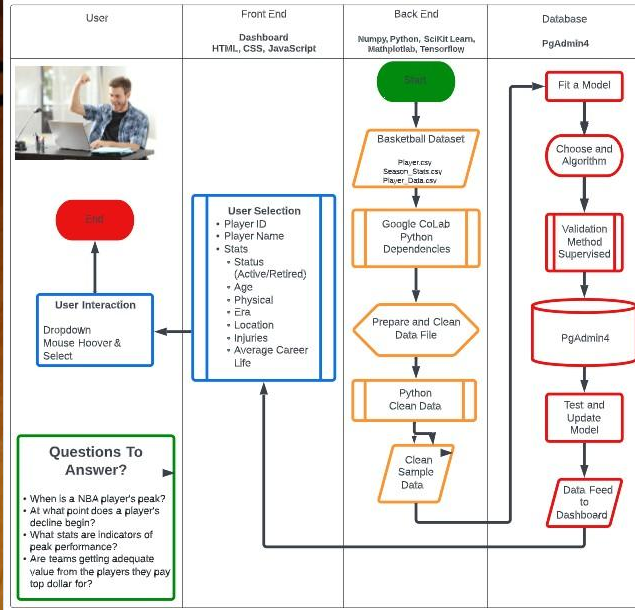 User
Front End
Dashboard
HTML, CSS, JavaScript
Back End
Numpy, Python, SciKit Learn,
Mathplotlab, Tensorflow
Database
PgAdmin4
Start
Basketball Dataset
Player.csv
Season_Stats.csv
Player_Data.csv
Google CoLab
Python
Dependencies
Prepare and Clean
Data File
Python
Clean Data
Clean
Sample
Data
Fit a Model
Choose and
Algorithm
Validation
Method
Supervised
PgAdmin4
Test and
Update
Model
Data Feed
to
Dashboard
User Selection
• Player ID
• Player Name
• Stats
• Status
(Active/Retired)
• Age
• Physical
• Era
• Location
• Injuries
• Average Career
Life
User Interaction
Dropdown
Mouse Hoover &
Select
End
Questions To
Answer?
• When is a NBA player's peak?
• At what point does a player's
decline begin?
• What stats are indicators of
peak performance?
• Are teams getting adequate
value from the players they pay
top dollar for?